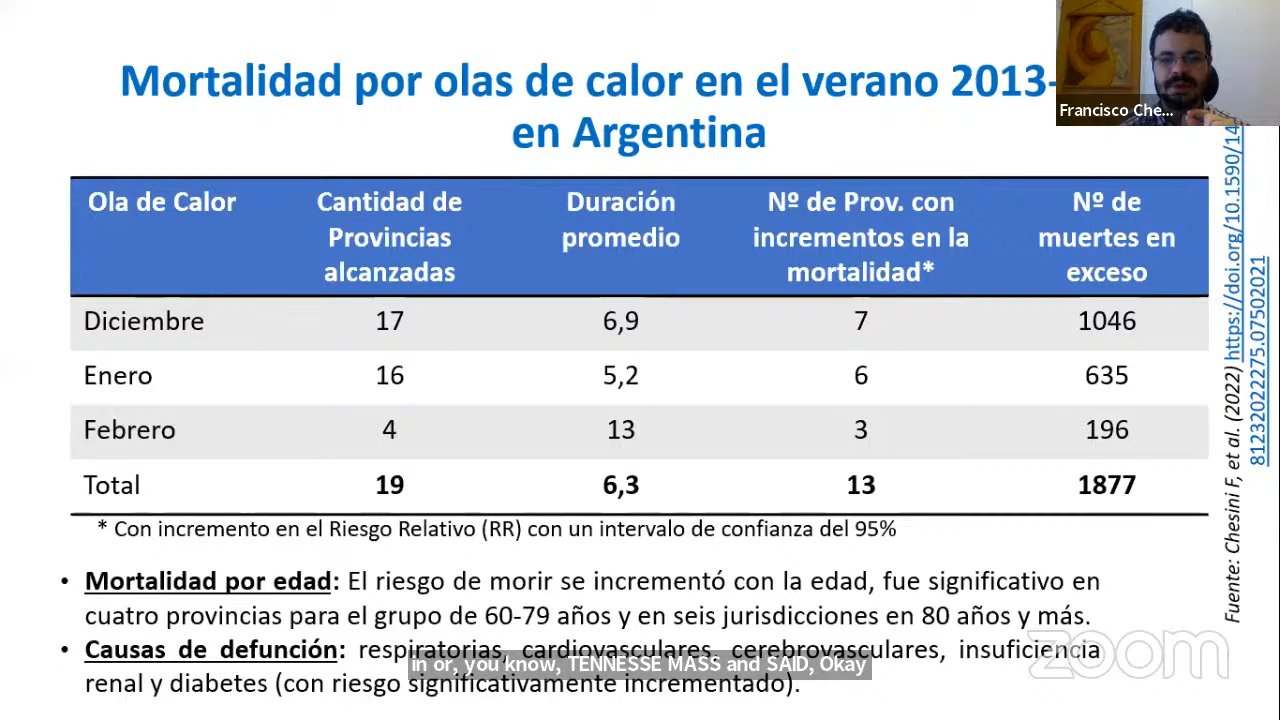 Mortalidad por olas de calor en el verano 2013-
en Argentina
Francisco Che...
Ola de Calor
Cantidad de
Provincias
alcanzadas
Duración
promedio
Nº de Prov. con
incrementos en la
mortalidad*
Nº de
muertes en
exceso
Diciembre 17 6,9 7 1046
Enero 16 5,2 6 635
Febrero 4 13 3 196
Total 19 6,3 13 1877
* Con incremento en el Riesgo Relativo (RR) con un intervalo de confianza del 95%
• Mortalidad por edad: El riesgo de morir se incrementó con la edad, fue significativo en
cuatro provincias para el grupo de 60-79 años y en seis jurisdicciones en 80 años y más.
• Causas de defunción: respiratorias, cardiovasculares, cerebrovasculares, insuficiencia
renal y diabetes (con riesgo significativamente incrementado).
in or, you know, TENNESSE MASS and SAID, Okay
Fuente: Chesini F, et al. (2022) https://doi.org/10.1590/14
81232022275.07502021
zoom